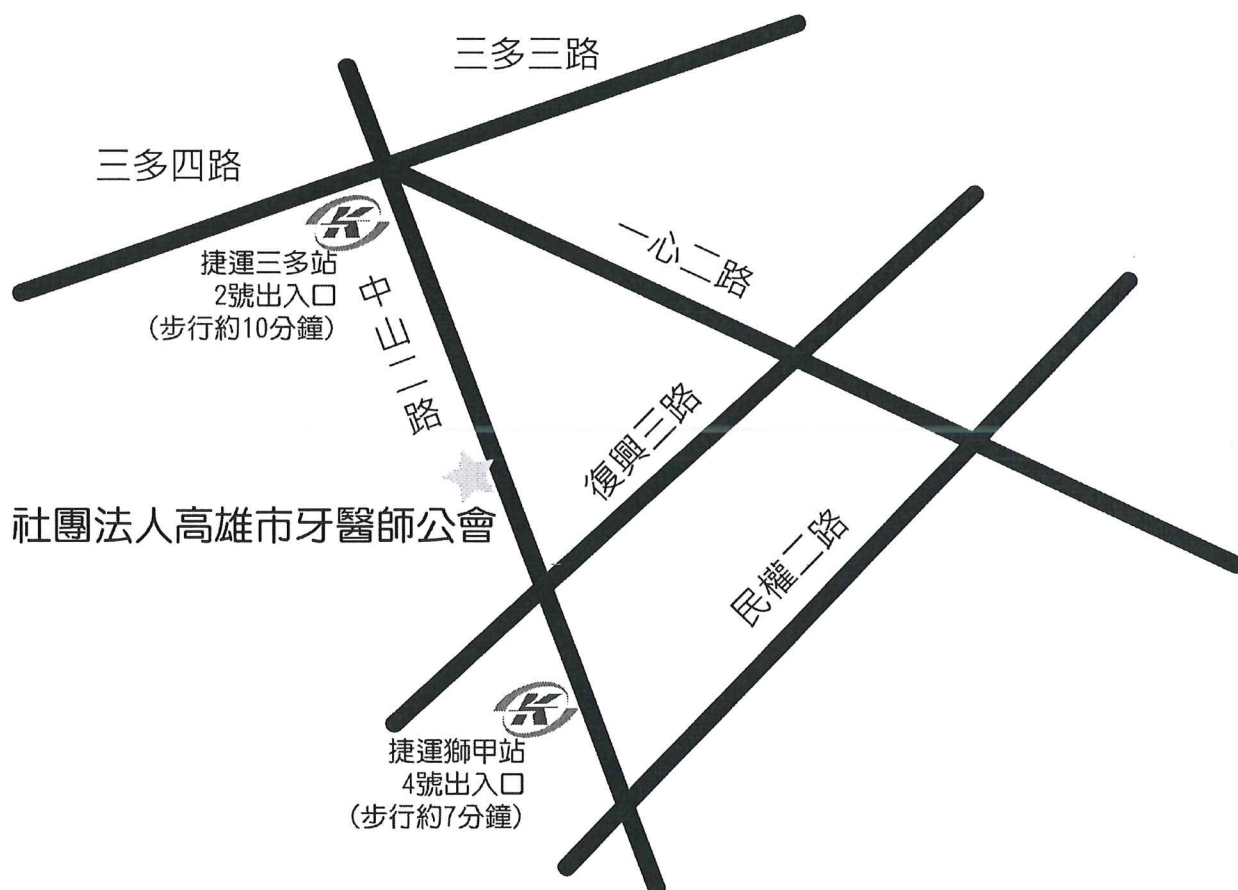 三多三路
三多四路
捷運三多站
2號出入口
(步行約10分鐘)
中山二路
一心二路
復興三路
民權二路
社團法人高雄市牙醫師公會
捷運獅甲站
4號出入口
(步行約7分鐘)